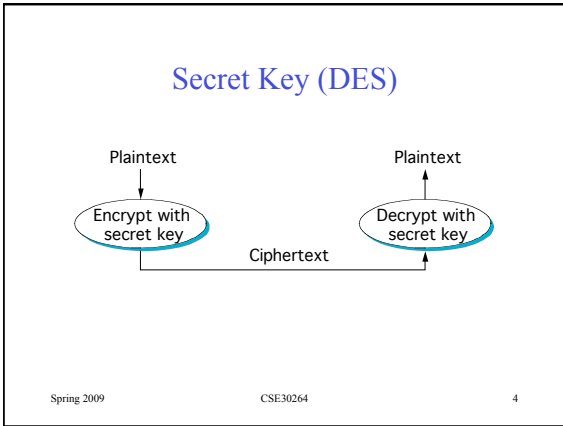 Secret Key (DES)
Plaintext
Plaintext
Encrypt with
secret key
Decrypt with
secret key
Ciphertext
Spring 2009
CSE30264
4